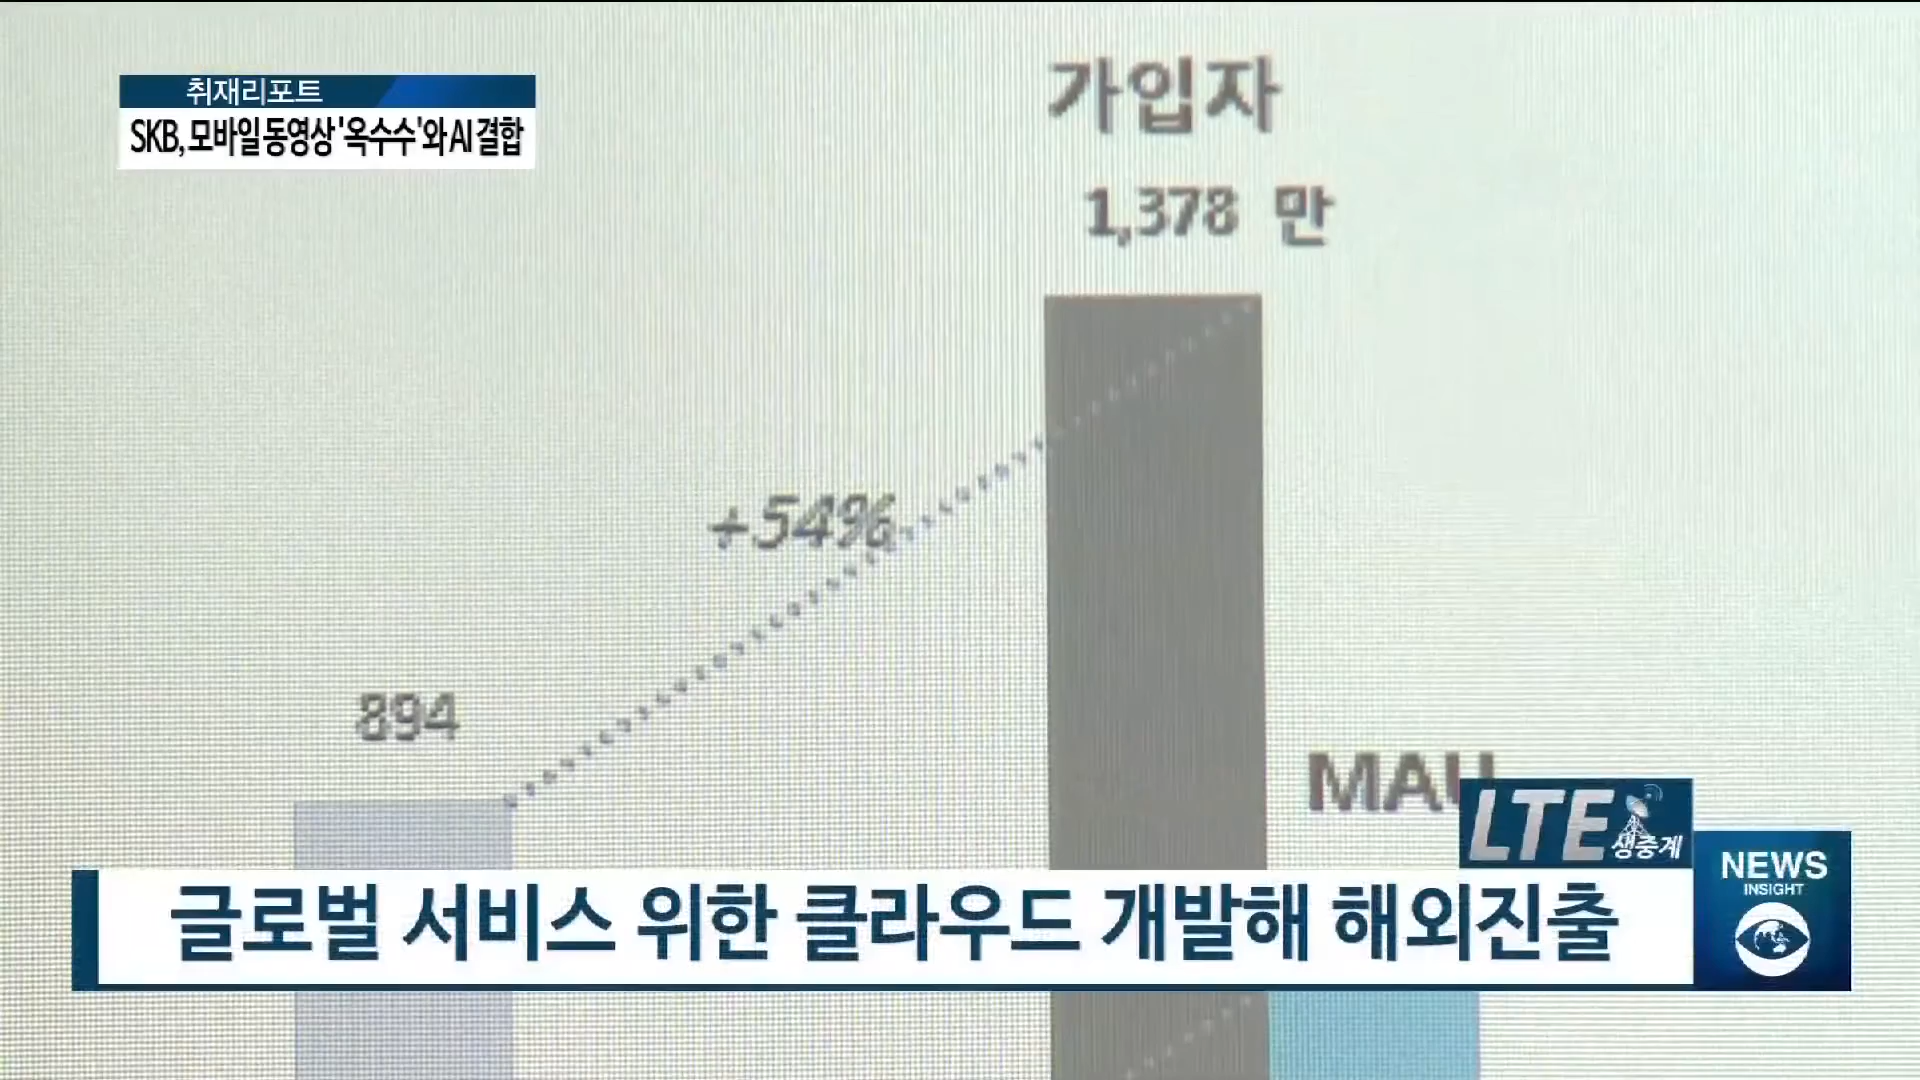 취재리포트
SKB, 모바일 동영상 '옥수수'와 AI 결합
가입자
1,378 만
+54%
894
MAU
LTE 생중계
NEWS
INSIGHT
글로벌 서비스 위한 클라우드 개발해 해외진출